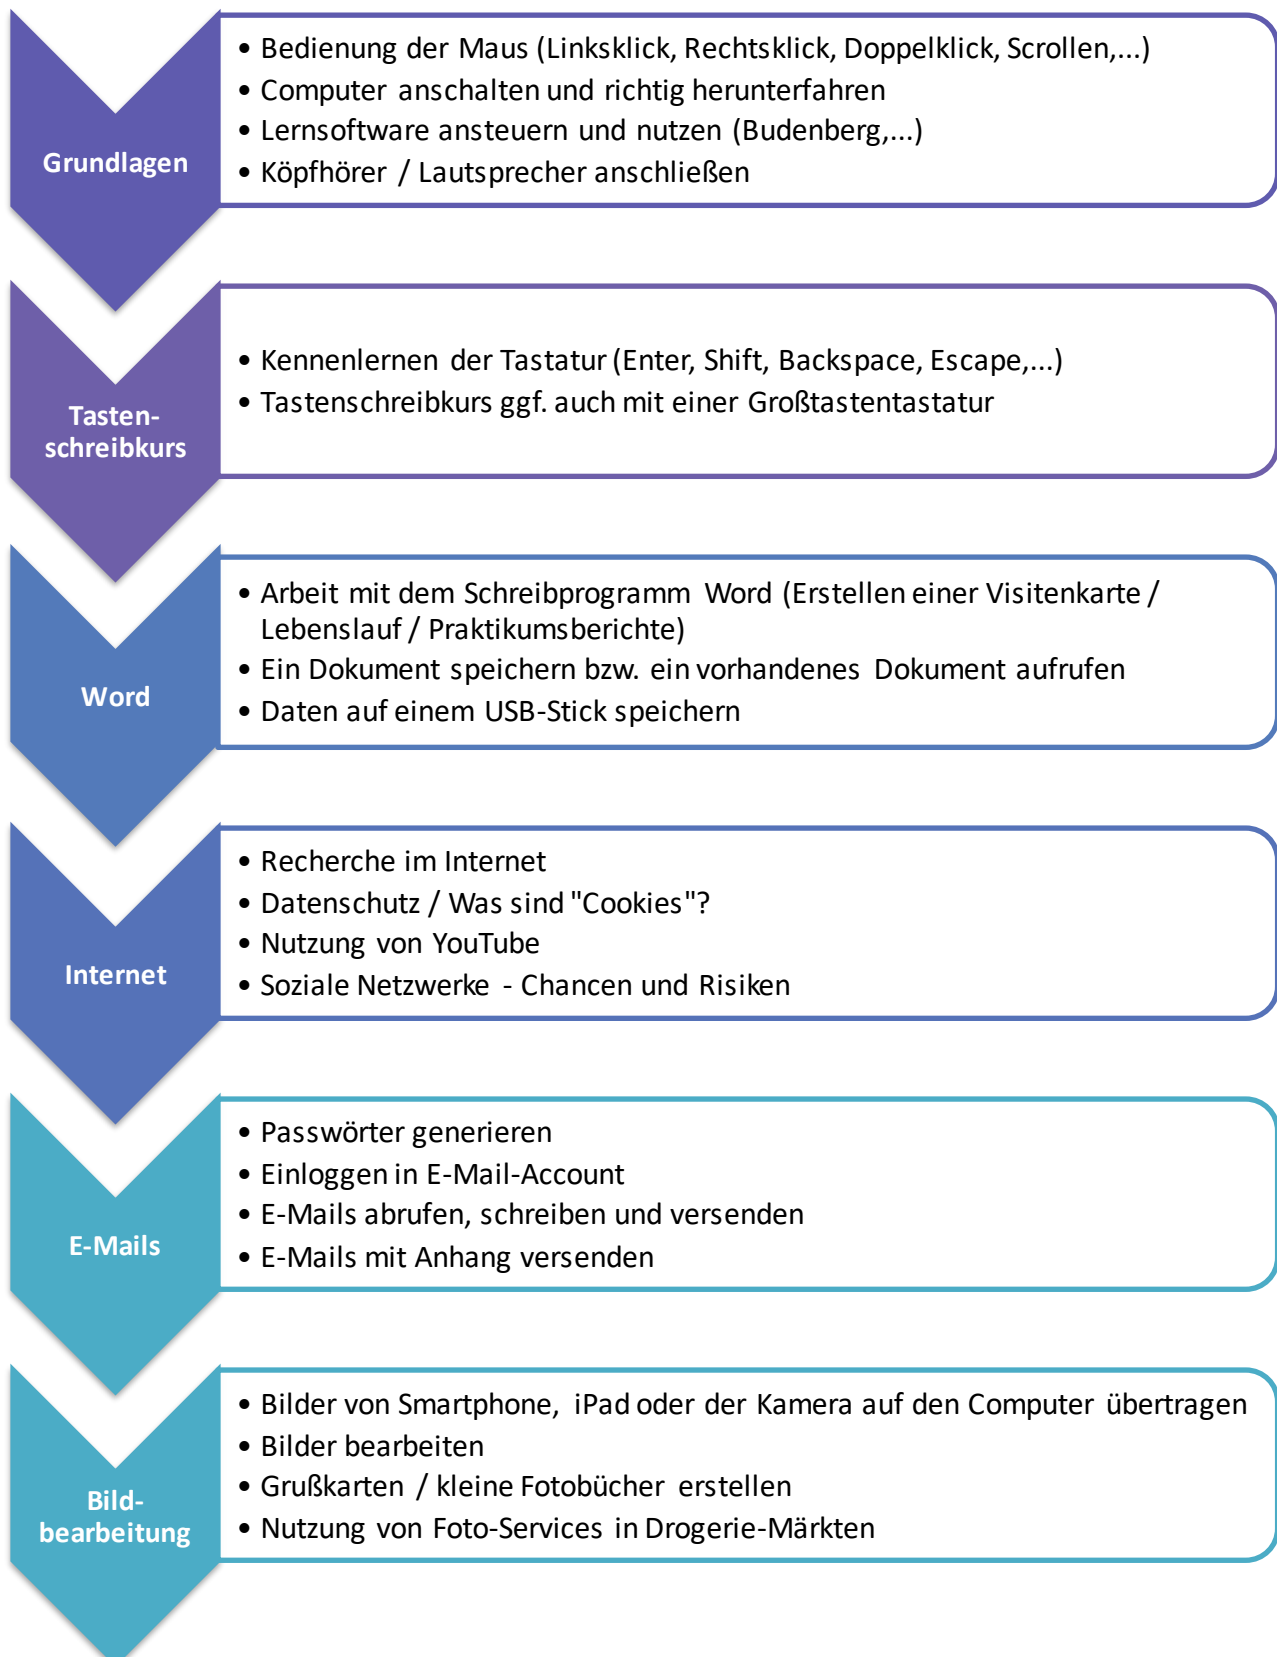 Grundlagen
• Bedienung der Maus (Linksklick, Rechtsklick, Doppelklick, Scrollen,...)
• Computer anschalten und richtig herunterfahren
• Lernsoftware ansteuern und nutzen (Budenberg,...)
• Köpfhörer / Lautsprecher anschließen
Tasten-
schreibkurs
• Kennenlernen der Tastatur (Enter, Shift, Backspace, Escape,...)
• Tastenschreibkurs ggf. auch mit einer Großtastentastatur
Word
• Arbeit mit dem Schreibprogramm Word (Erstellen einer Visitenkarte /
Lebenslauf / Praktikumsberichte)
• Ein Dokument speichern bzw. ein vorhandenes Dokument aufrufen
• Daten auf einem USB-Stick speichern
Internet
• Recherche im Internet
• Datenschutz / Was sind "Cookies"?
• Nutzung von YouTube
• Soziale Netzwerke - Chancen und Risiken
E-Mails
• Passwörter generieren
• Einloggen in E-Mail-Account
• E-Mails abrufen, schreiben und versenden
• E-Mails mit Anhang versenden
Bild-
bearbeitung
• Bilder von Smartphone, iPad oder der Kamera auf den Computer übertragen
• Bilder bearbeiten
• Grußkarten / kleine Fotobücher erstellen
• Nutzung von Foto-Services in Drogerie-Märkten